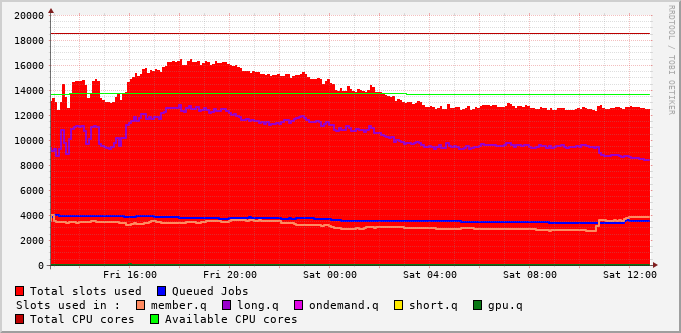 RRDTOOL / TOBI OETIKER
20000
18000
16000
14000
12000
10000
8000
6000
4000
2000
0
Fri 16:00 Fri 20:00 Sat 00:00 Sat 04:00 Sat 08:00 Sat 12:00
Total slots used Queued Jobs
Slots used in : member.q long.q ondemand.q short.q gpu.q
Total CPU cores Available CPU cores